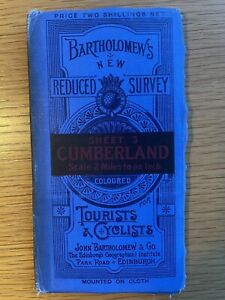 PRICE TWO SHILLINGS NET
BARTHOLOMEW'S
NEW
REDUCED SURVEY
SHEET 3
CUMBERLAND
Scale 2 Miles to an Inch
COLOURED
FOR
TOURISTS
& CYCLISTS
JOHN BARTHOLOMEW & CO.
The Edinburgh Geographical Institute
PARK ROAD - EDINBURGH.
MOUNTED ON CLOTH